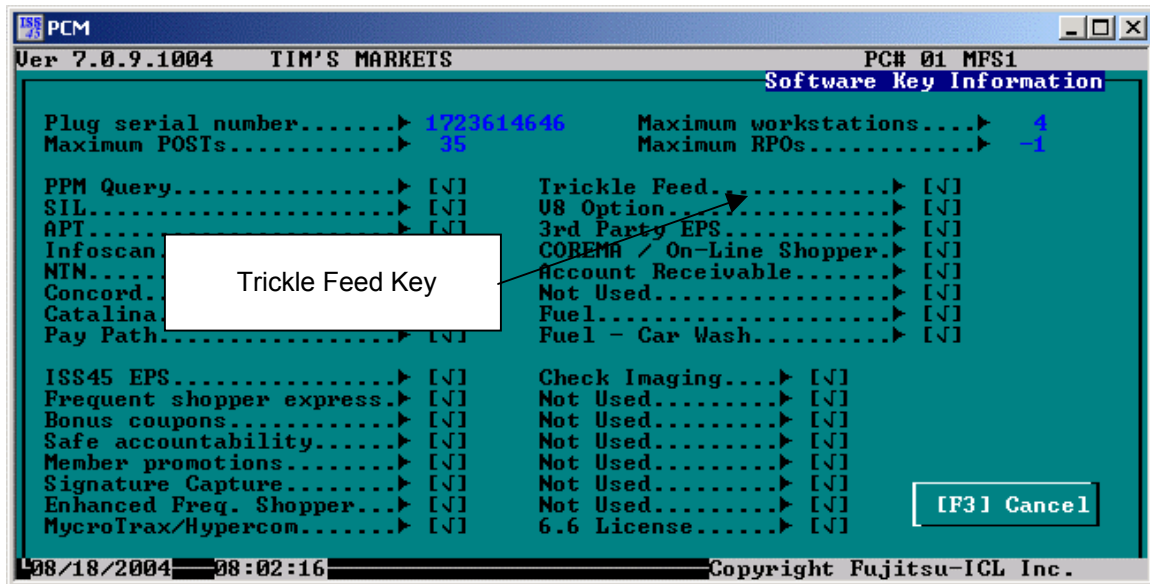 ISS 45 PCM
Ver 7.0.9.1004 TIM'S MARKETS PC# 01 MFS1
Software Key Information
Plug serial number.......► 1723614646 Maximum workstations....► 4
Maximum POSTs............► 35 Maximum RPOs............► -1
PPM Query................► [√] Trickle Feed.............► [√]
SIL......................► [√] V8 Option................► [√]
APT......................► [√] 3rd Party EPS............► [√]
Infoscan. [√] COREMA / On-Line Shopper.► [√]
NTN.. [√] Account Receivable.......► [√]
Concord.. [√] Not Used.................► [√]
Catalina. [√] Fuel.....................► [√]
Pay Path.................► [√] Fuel - Car Wash..........► [√]
Trickle Feed Key
ISS45 EPS................► [√] Check Imaging....► [√]
Frequent shopper express.► [√] Not Used.........► [√]
Bonus coupons............► [√] Not Used.........► [√]
Safe accountability......► [√] Not Used.........► [√]
Member promotions........► [√] Not Used.........► [√]
Signature Capture........► [√] Not Used.........► [√]
Enhanced Freq. Shopper...► [√] Not Used.........► [√]
MycroTrax/Hypercom.......► [√] 6.6 License......► [√]
[F3] Cancel
08/18/2004 08:02:16 Copyright Fujitsu-ICL Inc.